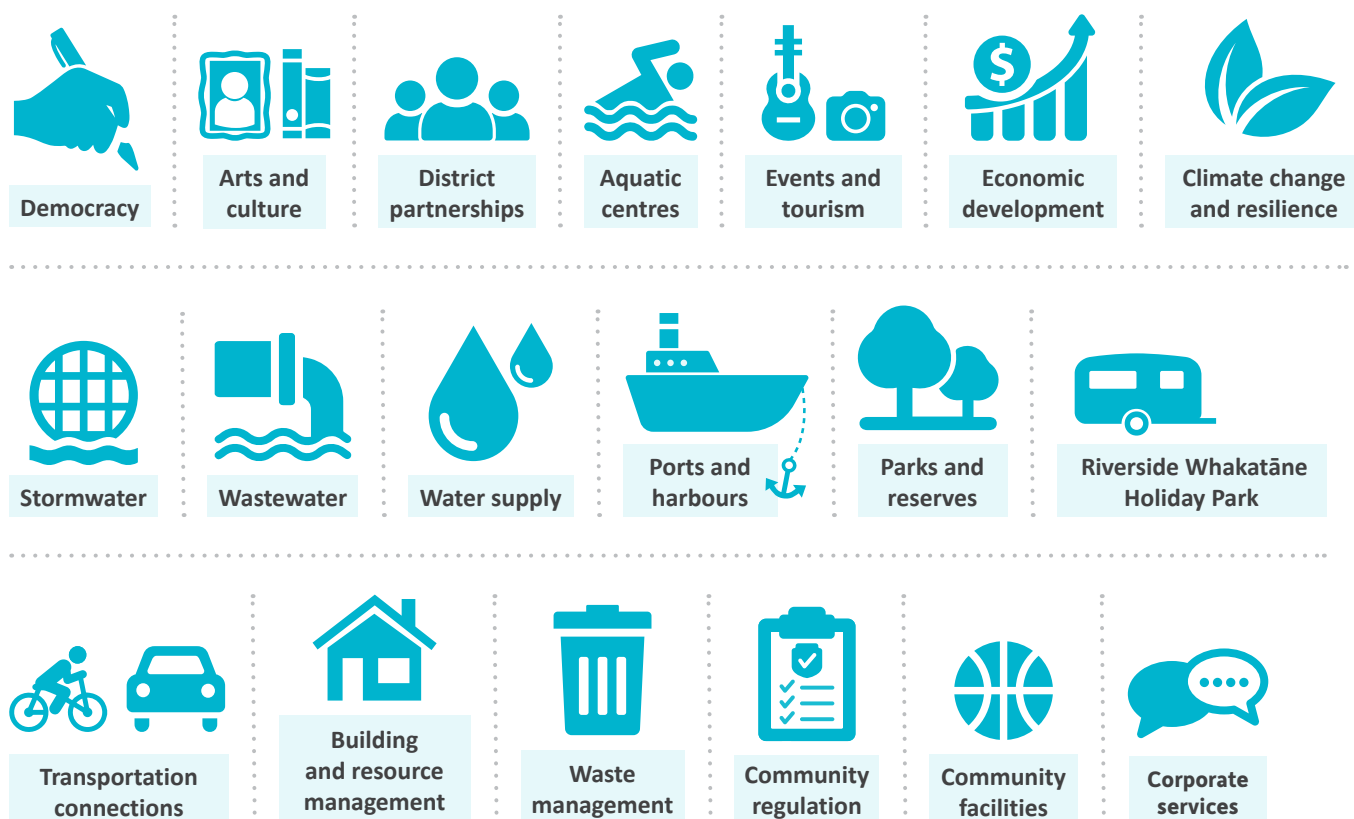 $
Democracy
Arts and
culture
District
partnerships
Aquatic
centres
Events and
tourism
Economic
development
Climate change
and resilience
Stormwater
Wastewater
Water supply
Ports and
harbours
Parks and
reserves
Riverside Whakatāne
Holiday Park
Transportation
connections
Building
and resource
management
Waste
management
Community
regulation
Community
facilities
Corporate
services